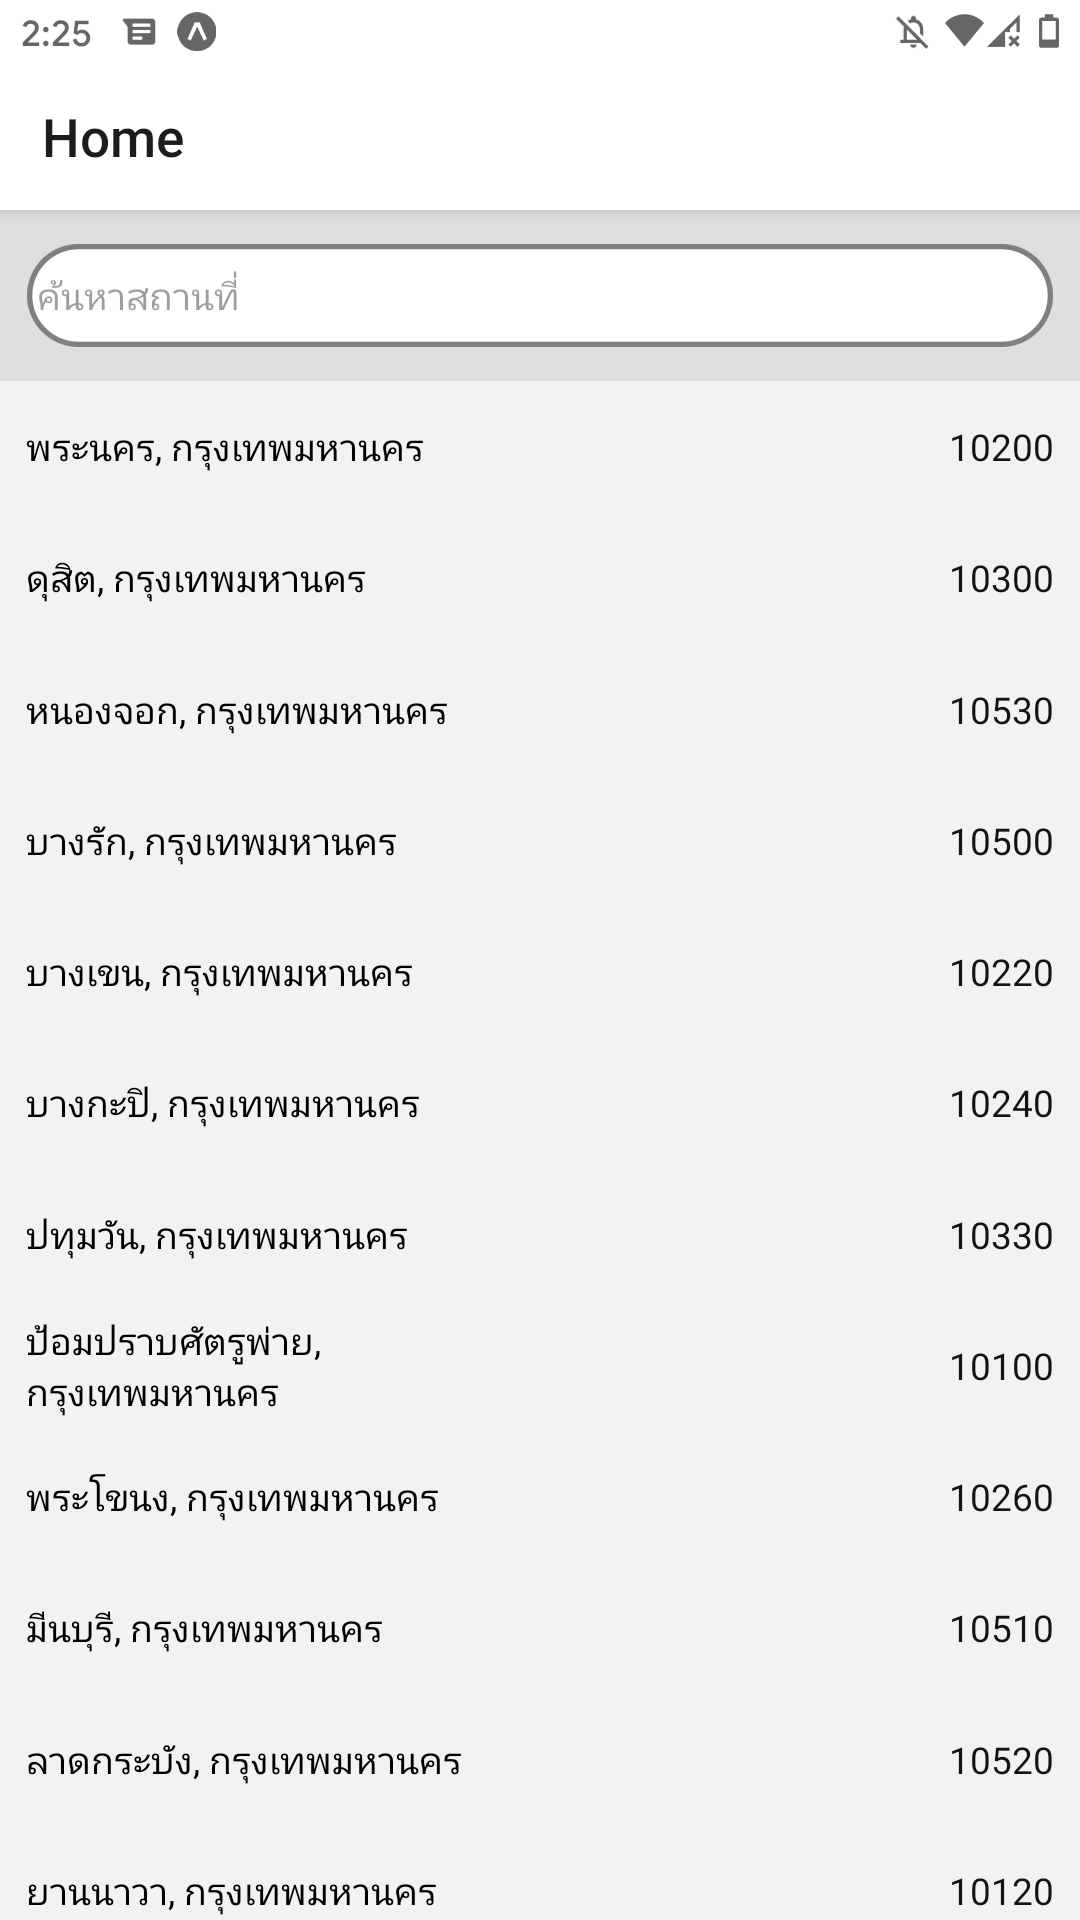 2:25
Home
ค้นหาสถานที่
พระนคร, กรุงเทพมหานคร 10200
ดุสิต, กรุงเทพมหานคร 10300
หนองจอก, กรุงเทพมหานคร 10530
บางรัก, กรุงเทพมหานคร 10500
บางเขน, กรุงเทพมหานคร 10220
บางกะปิ, กรุงเทพมหานคร 10240
ปทุมวัน, กรุงเทพมหานคร 10330
ป้อมปราบศัตรูพ่าย,
กรุงเทพมหานคร 10100
พระโขนง, กรุงเทพมหานคร 10260
มีนบุรี, กรุงเทพมหานคร 10510
ลาดกระบัง, กรุงเทพมหานคร 10520
ยานนาวา, กรุงเทพมหานคร 10120